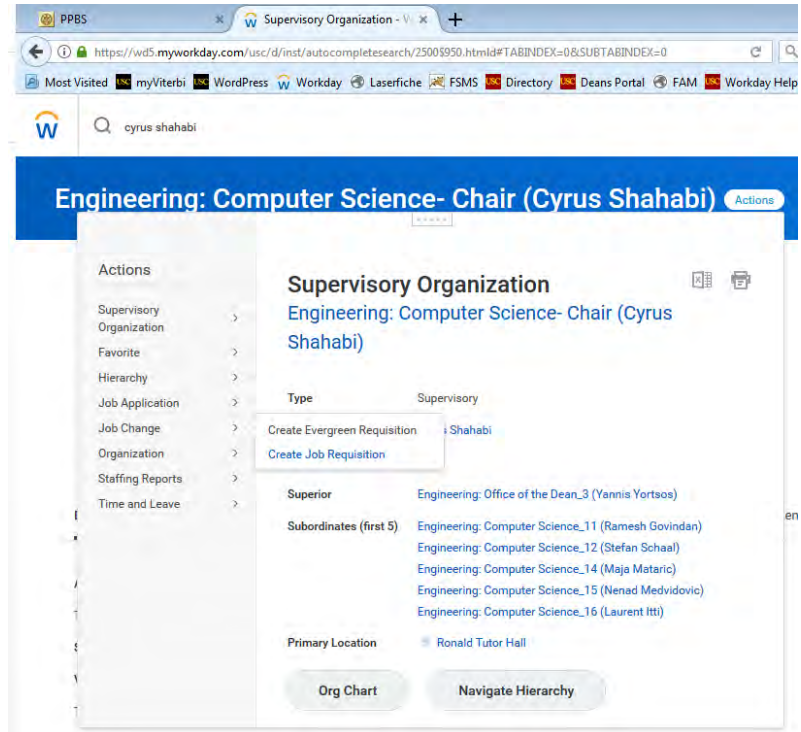 PPBS
Supervisory Organization -
https://wd5.myworkday.com/usc/d/inst/autocompletesearch/2500$950.htmld#TABINDEX=0&SUBTABINDEX=0
Most Visited USC myViterbi USC WordPress Workday Laserfiche FSMS USC Directory USC Deans Portal FAM USC Workday Help
cyrus shahabi
Engineering: Computer Science- Chair (Cyrus Shahabi) Actions
Actions
Supervisory
Organization
Favorite
Hierarchy
Job Application
Job Change
Organization
Staffing Reports
Time and Leave
Create Evergreen Requisition
Create Job Requisition
Supervisory Organization
Engineering: Computer Science- Chair (Cyrus
Shahabi)
Type Supervisory
Shahabi
Superior Engineering: Office of the Dean_3 (Yannis Yortsos)
Subordinates (first 5) Engineering: Computer Science_11 (Ramesh Govindan)
Engineering: Computer Science_12 (Stefan Schaal)
Engineering: Computer Science_14 (Maja Mataric)
Engineering: Computer Science_15 (Nenad Medvidovic)
Engineering: Computer Science_16 (Laurent Itti)
Primary Location Ronald Tutor Hall
Org Chart Navigate Hierarchy